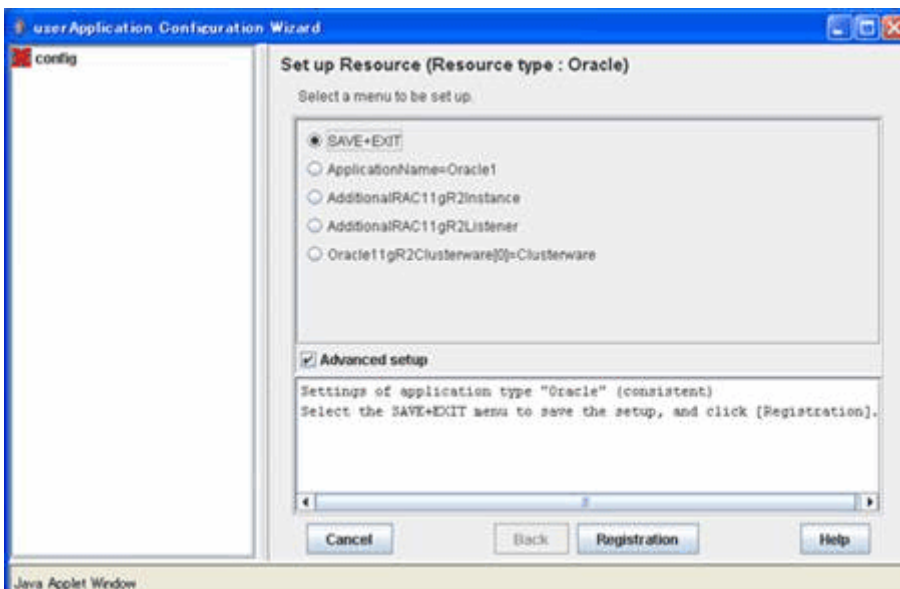 userApplication Configuration Wizard
config
Set up Resource (Resource type : Oracle)
Select a menu to be set up.
SAVE+EXIT
ApplicationName=Oracle1
AdditionalRAC11gR2Instance
AdditionalRAC11gR2Listener
Oracle11gR2Clusterware[0]=Clusterware
Advanced setup
Settings of application type "Oracle" (consistent)
Select the SAVE+EXIT menu to save the setup, and click [Registration].
Cancel
Back
Registration
Help
Java Applet Window